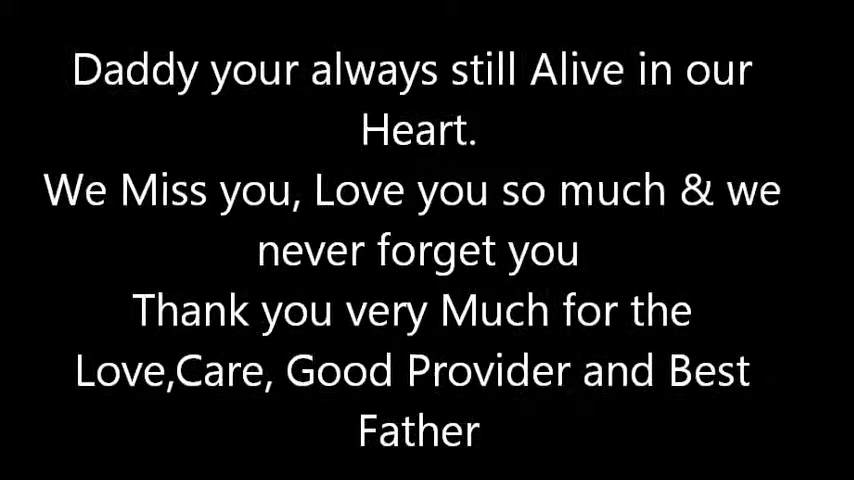 Daddy your always still Alive in our
Heart.
We Miss you, Love you so much & we
never forget you
Thank you very Much for the
Love,Care, Good Provider and Best
Father